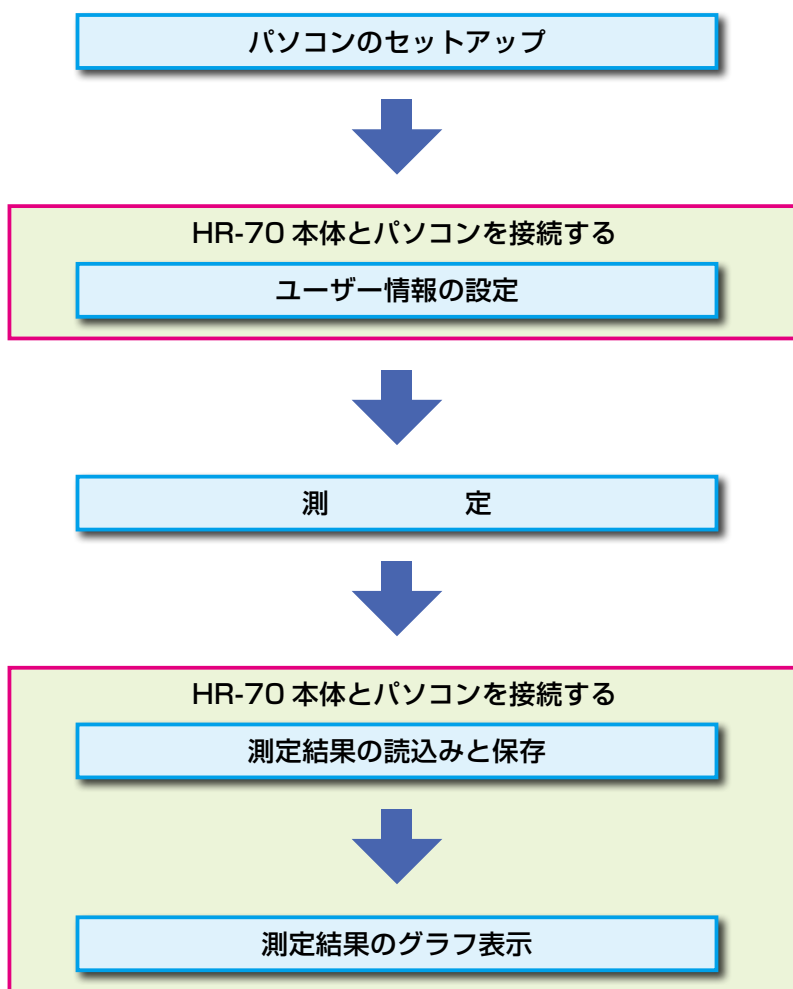 パソコンのセットアップ
HR-70 本体とパソコンを接続する
ユーザー情報の設定
測　　　　　定
HR-70 本体とパソコンを接続する
測定結果の読込みと保存
測定結果のグラフ表示